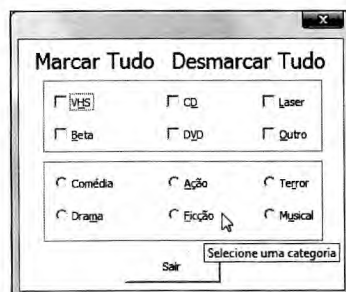 Marcar Tudo Desmarcar Tudo
VHS CD Laser
Beta DVD Outro
Comédia Ação Terror
Drama Ficção Musical
Selecione uma categoria
Sair